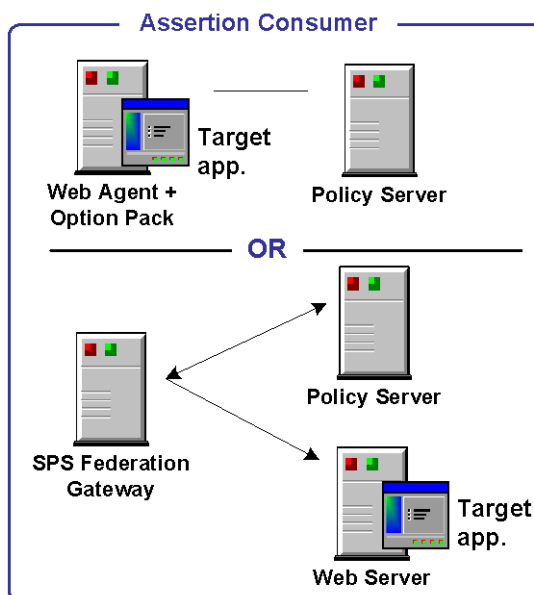 Assertion Consumer
Target
app.
Web Agent +
Option Pack
Policy Server
OR
Policy Server
SPS Federation
Gateway
Target
app.
Web Server